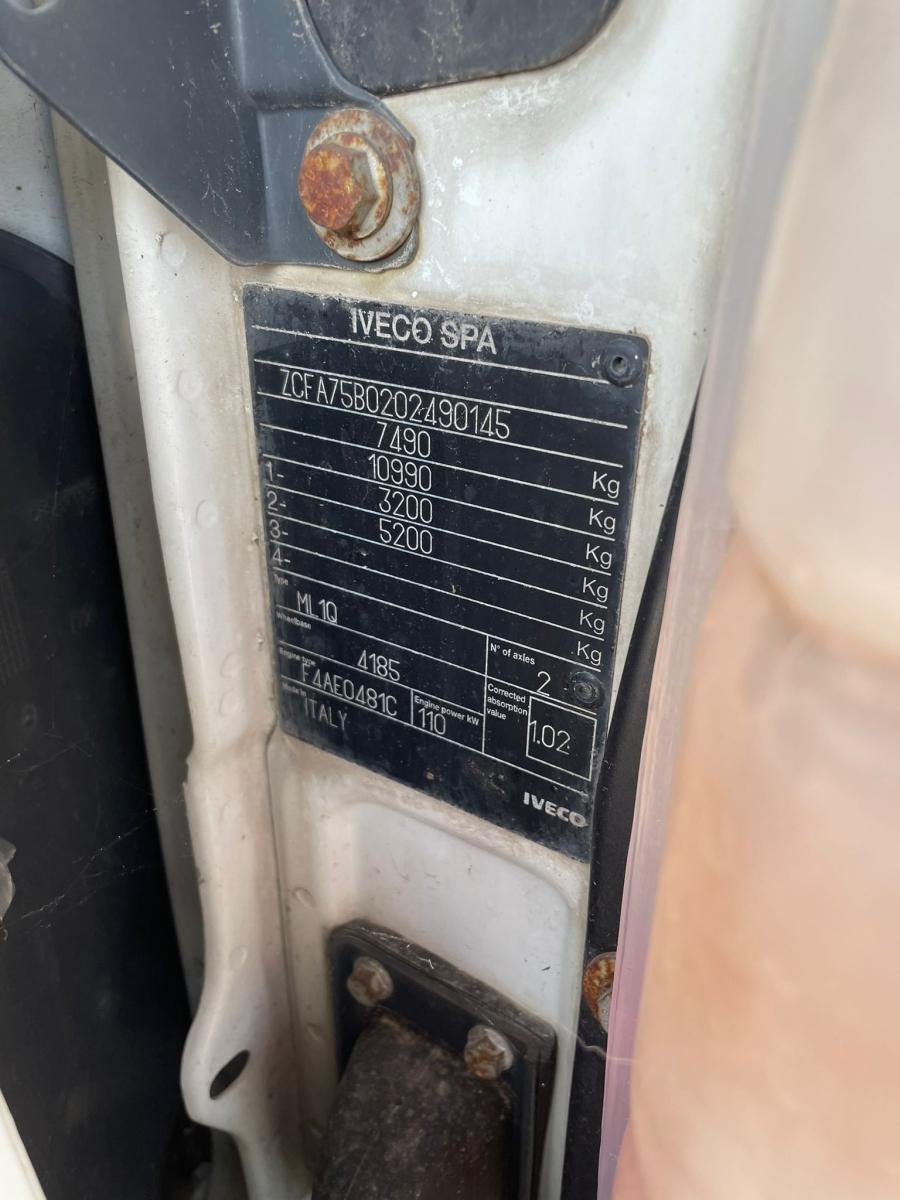 IVECO SPA
ZCFA75B0202490145
7490 Kg
10990 Kg
1- 3200 Kg
2- 5200 Kg
3- Kg
4- Kg
Type
ML1Q
Wheelbase
4185
N° of axles
2
Engine type
F4AE0481C
Engine power kW
110
Corrected absorption value
1.02
Made in
ITALY
IVECO